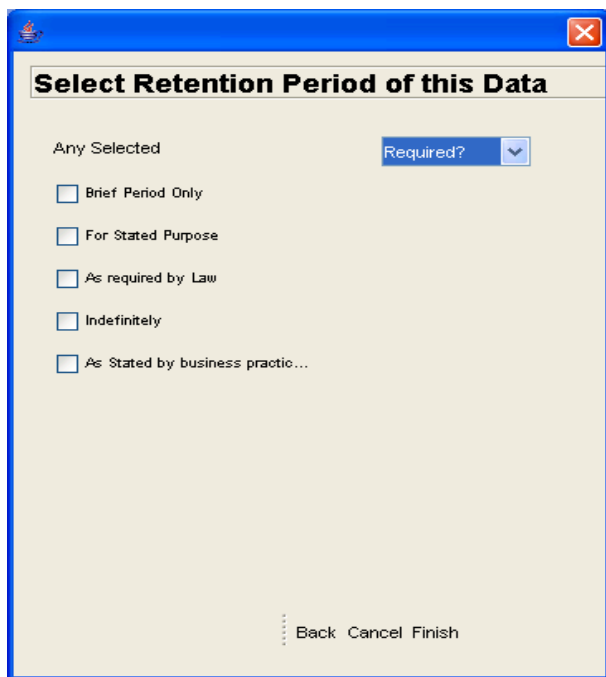 Select Retention Period of this Data
Any Selected Required?
Brief Period Only
For Stated Purpose
As required by Law
Indefinitely
As Stated by business practic...
Back Cancel Finish